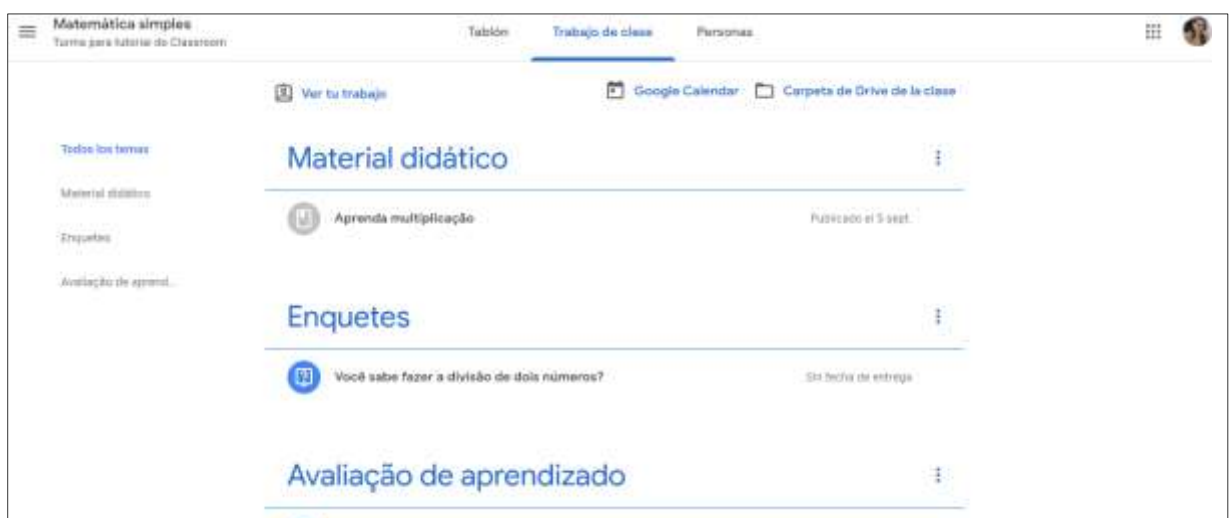 Matemática simples
Turma para tutorial do Classroom
Tablón
Trabajo de clase
Personas
Ver tu trabajo
Google Calendar
Carpeta de Drive de la clase
Todos los temas
Material didático
Enquetes
Avaliação de aprend...
Material didático
Aprenda multiplicação
Publicado el 5 sept.
Enquetes
Você sabe fazer a divisão de dois números?
Sin fecha de entrega
Avaliação de aprendizado